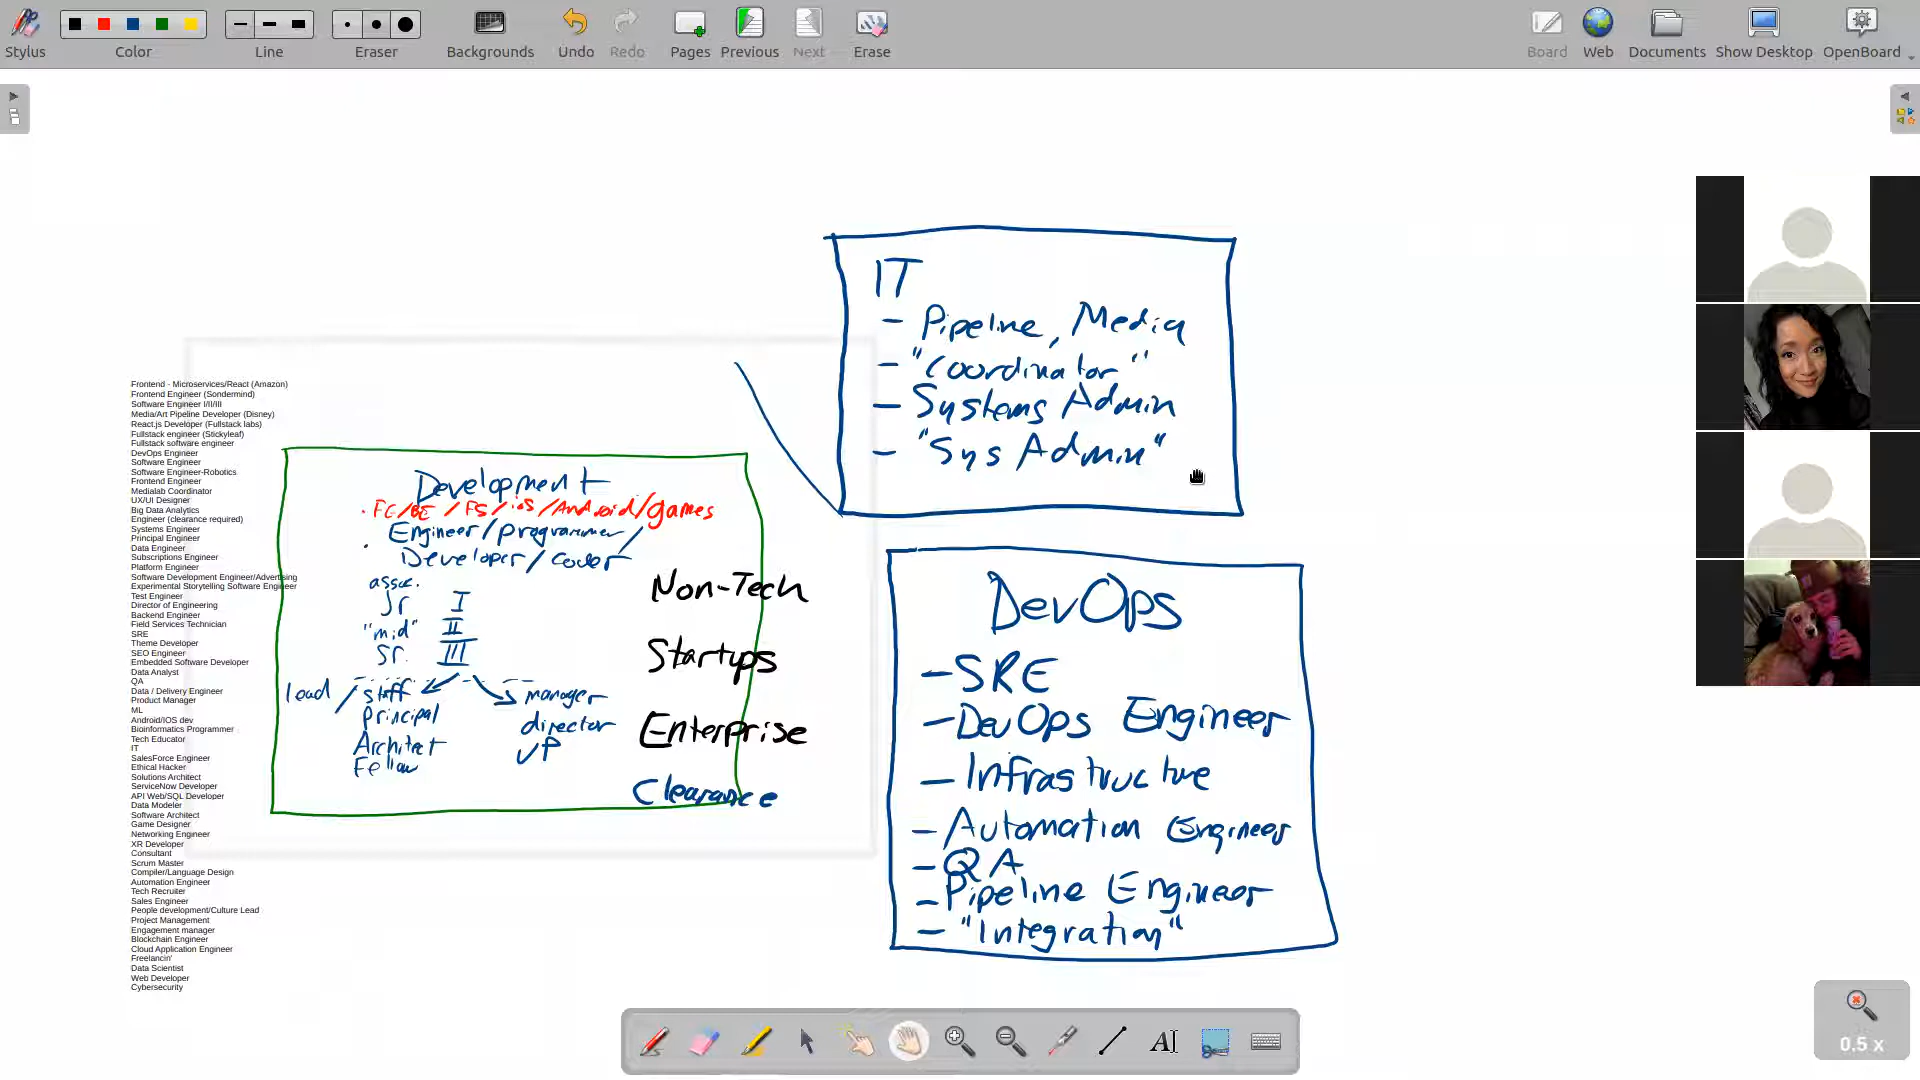 Stylus
Color
Line
Eraser
Backgrounds
Undo
Redo
Pages
Previous
Next
Erase
Board
Web
Documents
Show Desktop
OpenBoard
Frontend - Microservices/React (Amazon)
Frontend Engineer (Sondermind)
Software Engineer I/II/III
Media/Art Pipeline Developer (Disney)
React.js Developer (Fullstack labs)
Fullstack engineer (Stickyleaf)
Fullstack software engineer
DevOps Engineer
Software Engineer
Software Engineer-Robotics
Frontend Engineer
Medialab Coordinator
UX/UI Designer
Big Data Analytics
Engineer (clearance required)
Systems Engineer
Principal Engineer
Data Engineer
Subscriptions Engineer
Platform Engineer
Software Development Engineer/Advertising
Experimental Storytelling Software Engineer
Test Engineer
Director of Engineering
Backend Engineer
Field Services Technician
SRE
Theme Developer
SEO Engineer
Embedded Software Developer
Data Analyst
QA
Data / Delivery Engineer
Product Manager
ML
Android/IOS dev
Bioinformatics Programmer
Tech Educator
IT
SalesForce Engineer
Ethical Hacker
Solutions Architect
ServiceNow Developer
API Web/SQL Developer
Data Modeler
Software Architect
Game Designer
Networking Engineer
XR Developer
Consultant
Scrum Master
Compiler/Language Design
Automation Engineer
Tech Recruiter
Sales Engineer
People development/Culture Lead
Project Management
Engagement manager
Blockchain Engineer
Cloud Application Engineer
Freelancin'
Data Scientist
Web Developer
Cybersecurity
Development
· FE/BE/FS/iOS/Android/games
· Engineer/programmer/
Developer/coder
assoc.
Jr I
"mid" II
Sr. III
lead / staff
principal
Architect
Fellow
manager
director
VP
Non-Tech
Startups
Enterprise
Clearance
IT
- Pipeline, Media
- "Coordinator"
- Systems Admin
- "Sys Admin"
DevOps
- SRE
- DevOps Engineer
- Infrastructure
- Automation Engineer
- QA
- Pipeline Engineer
- "Integration"
0.5 x